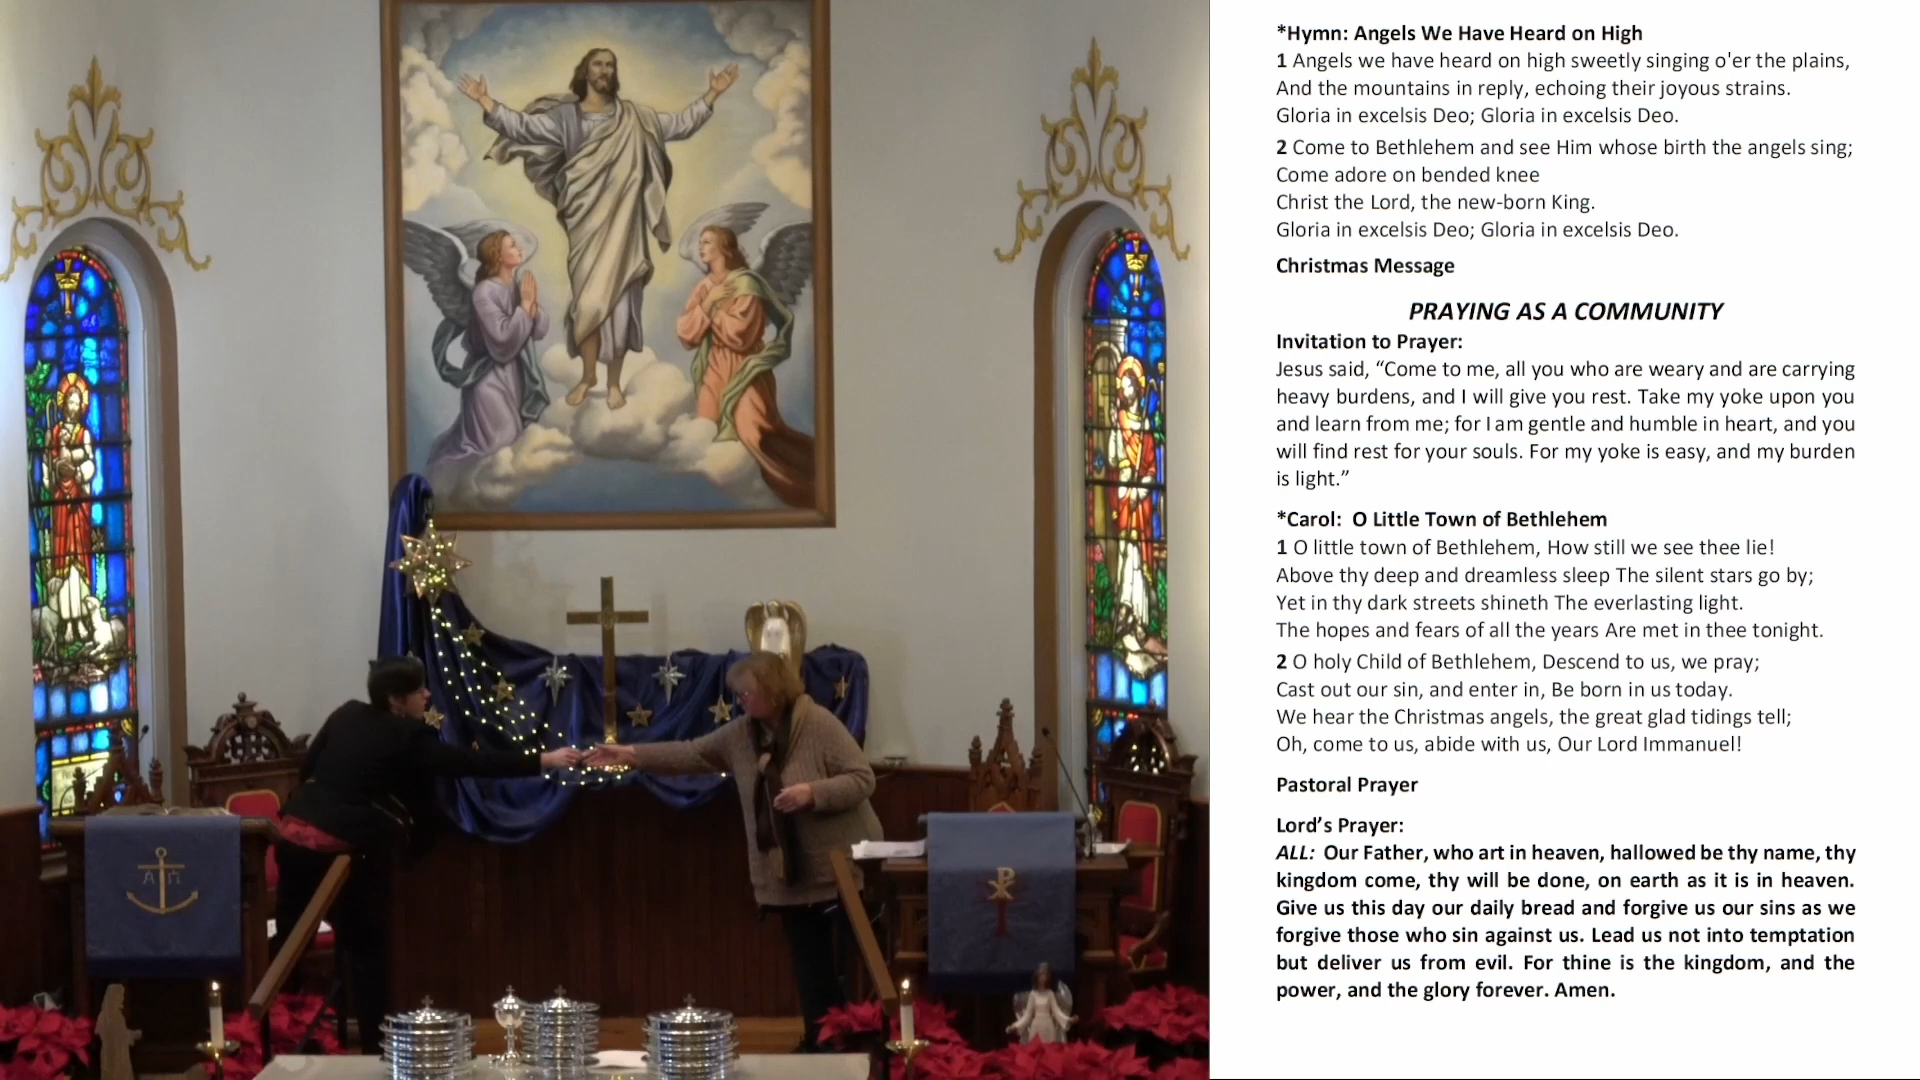 *Hymn: Angels We Have Heard on High
1 Angels we have heard on high sweetly singing o'er the plains,
And the mountains in reply, echoing their joyous strains.
Gloria in excelsis Deo; Gloria in excelsis Deo.
2 Come to Bethlehem and see Him whose birth the angels sing;
Come adore on bended knee
Christ the Lord, the new-born King.
Gloria in excelsis Deo; Gloria in excelsis Deo.
Christmas Message
PRAYING AS A COMMUNITY
Invitation to Prayer:
Jesus said, “Come to me, all you who are weary and are carrying
heavy burdens, and I will give you rest. Take my yoke upon you
and learn from me; for I am gentle and humble in heart, and you
will find rest for your souls. For my yoke is easy, and my burden
is light.”
*Carol: O Little Town of Bethlehem
1 O little town of Bethlehem, How still we see thee lie!
Above thy deep and dreamless sleep The silent stars go by;
Yet in thy dark streets shineth The everlasting light.
The hopes and fears of all the years Are met in thee tonight.
2 O holy Child of Bethlehem, Descend to us, we pray;
Cast out our sin, and enter in, Be born in us today.
We hear the Christmas angels, the great glad tidings tell;
Oh, come to us, abide with us, Our Lord Immanuel!
Pastoral Prayer
Lord’s Prayer:
ALL: Our Father, who art in heaven, hallowed be thy name, thy
kingdom come, thy will be done, on earth as it is in heaven.
Give us this day our daily bread and forgive us our sins as we
forgive those who sin against us. Lead us not into temptation
but deliver us from evil. For thine is the kingdom, and the
power, and the glory forever. Amen.